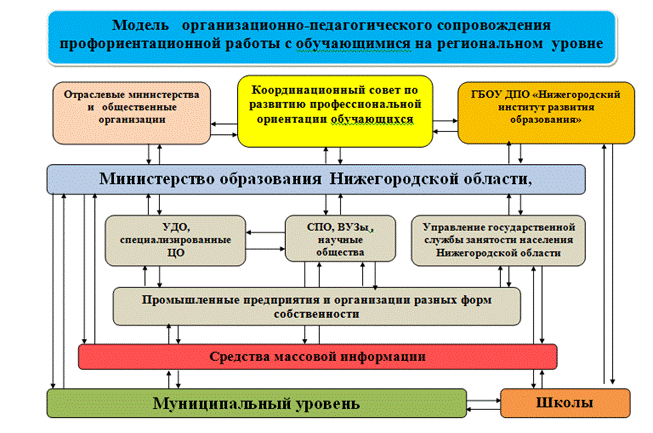 Модель организационно-педагогического сопровождения
профориентационной работы с обучающимися на региональном уровне
Отраслевые министерства
и общественные
организации
Координационный совет по
развитию профессиональной
ориентации обучающихся
ГБОУ ДПО «Нижегородский
институт развития
образования»
Министерство образования Нижегородской области,
УДО,
специализированные
ЦО
СПО, ВУЗы,
научные
общества
Управление государственной
службы занятости населения
Нижегородской области
Промышленные предприятия и организации разных форм
собственности
Средства массовой информации
Муниципальный уровень
Школы